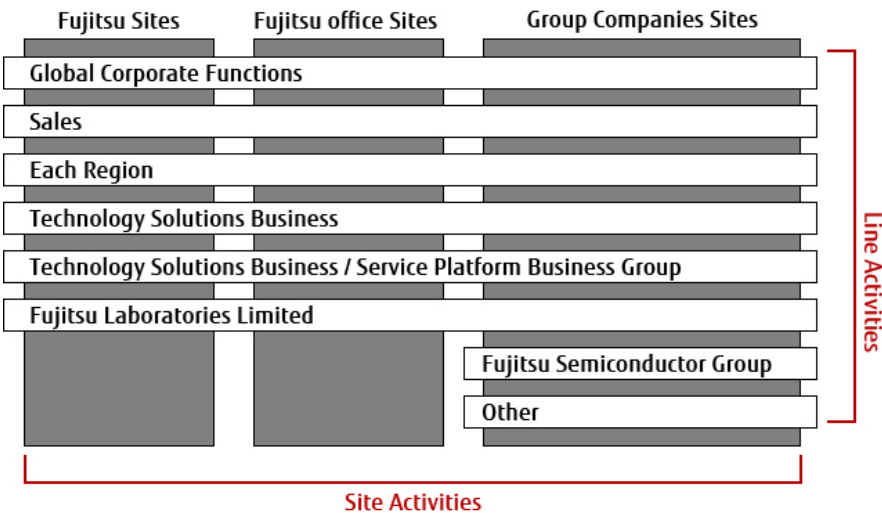 Fujitsu Sites
Fujitsu office Sites
Group Companies Sites
Global Corporate Functions
Sales
Each Region
Technology Solutions Business
Technology Solutions Business / Service Platform Business Group
Fujitsu Laboratories Limited
Fujitsu Semiconductor Group
Other
Line Activities
Site Activities